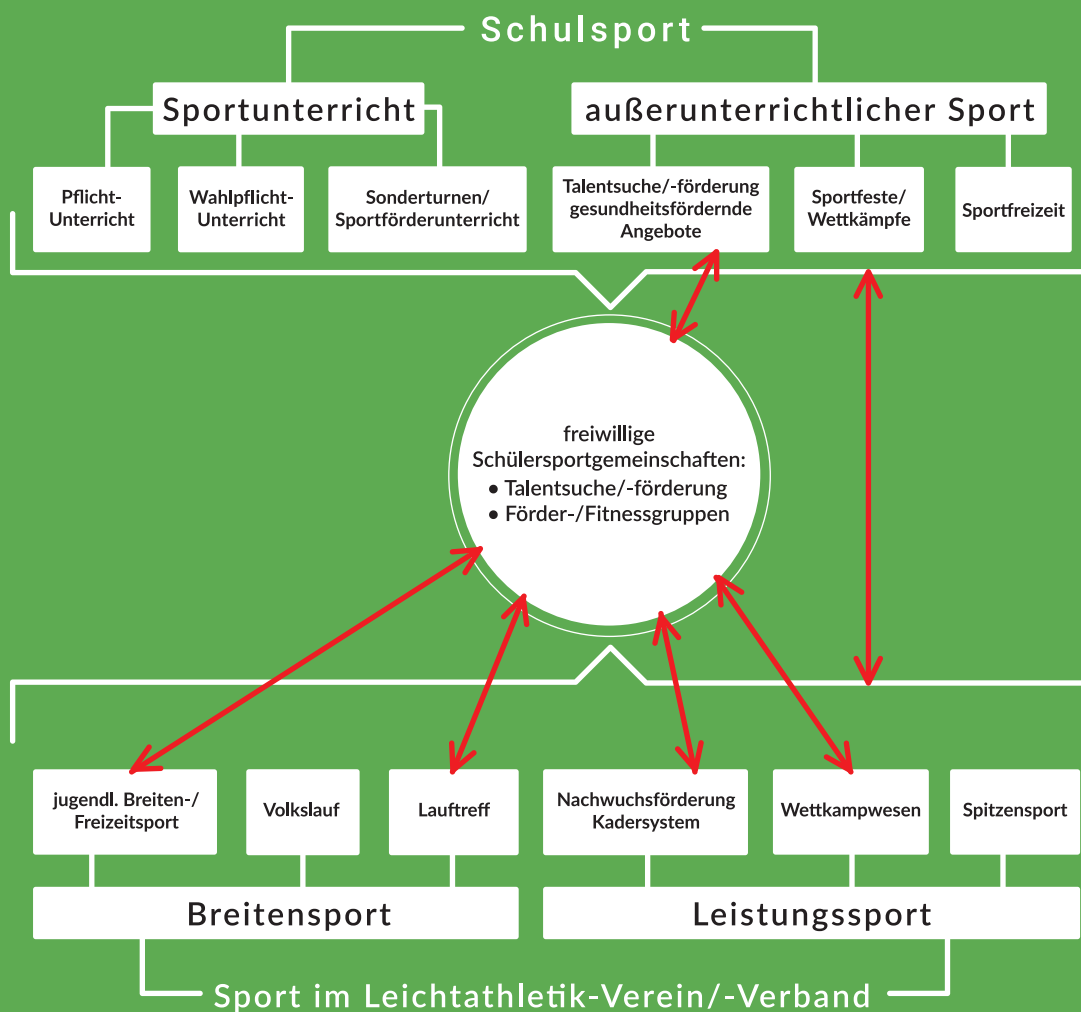 Schulsport
Sportunterricht
außerunterrichtlicher Sport
Pflicht-
Unterricht
Wahlpflicht-
Unterricht
Sonderturnen/
Sportförderunterricht
Talentsuche/-förderung
gesundheitsfördernde
Angebote
Sportfeste/
Wettkämpfe
Sportfreizeit
freiwillige
Schülersportgemeinschaften:
• Talentsuche/-förderung
• Förder-/Fitnessgruppen
jugendl. Breiten-/
Freizeitsport
Volkslauf
Lauftreff
Nachwuchsförderung
Kadersystem
Wettkampwesen
Spitzensport
Breitensport
Leistungssport
Sport im Leichtathletik-Verein/-Verband